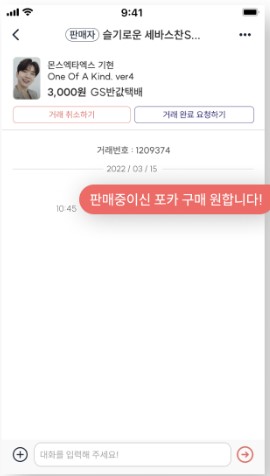 9:41
판매자 슬기로운 세바스찬S...
몬스엑타엑스 기현
One Of A Kind. ver4
3,000원 GS반값택배
거래 취소하기 거래 완료 요청하기
거래번호 : 1209374
2022 / 03 / 15
판매중이신 포카 구매 원합니다!
10:45
대화를 입력해 주세요!